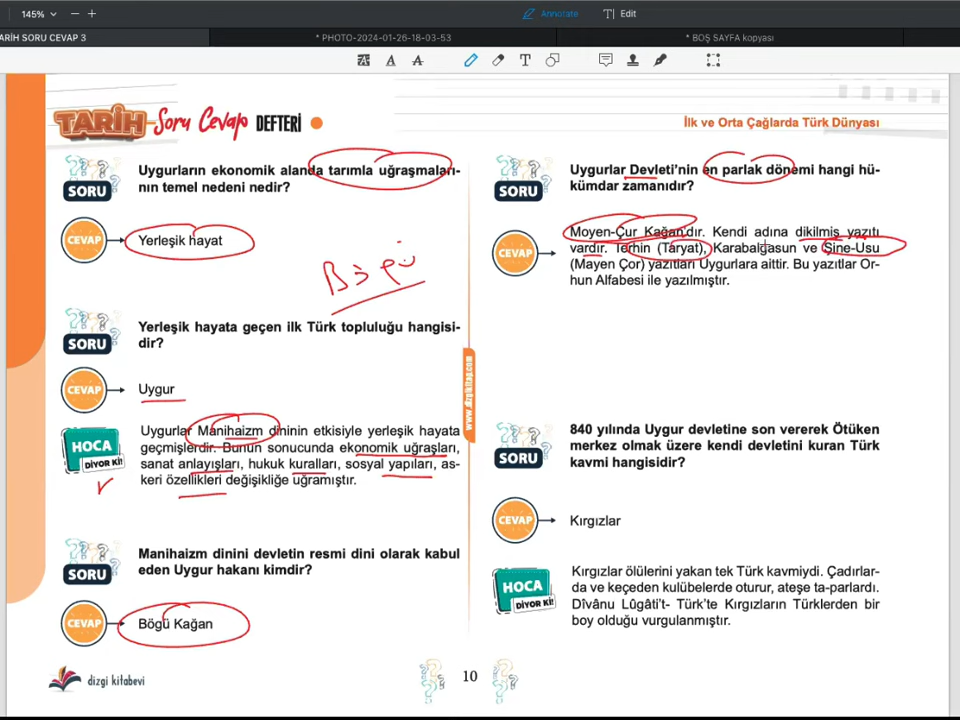 145%
Annotate
Edit
ARİH SORU CEVAP 3
* PHOTO-2024-01-26-18-03-53
* BOŞ SAYFA kopyası
TARİH Soru Cevap DEFTERİ
İlk ve Orta Çağlarda Türk Dünyası
SORU
Uygurların ekonomik alanda tarımla uğraşmaları-
nın temel nedeni nedir?
CEVAP
Yerleşik hayat
Bögü
SORU
Yerleşik hayata geçen ilk Türk topluluğu hangisi-
dir?
CEVAP
Uygur
HOCA
DİYOR Kİ!
Uygurlar Manihaizm dininin etkisiyle yerleşik hayata
geçmişlerdir. Bunun sonucunda ekonomik uğraşları,
sanat anlayışları, hukuk kuralları, sosyal yapıları, as-
keri özellikleri değişikliğe uğramıştır.
SORU
Manihaizm dinini devletin resmi dini olarak kabul
eden Uygur hakanı kimdir?
CEVAP
Bögü Kağan
dizgi kitabevi
www.dizgikitap.com
SORU
Uygurlar Devleti'nin en parlak dönemi hangi hü-
kümdar zamanıdır?
CEVAP
Moyen-Çur Kağan'dır. Kendi adına dikilmiş yazıtı
vardır. Terhin (Taryat), Karabalgasun ve Şine-Usu
(Mayen Çor) yazıtları Uygurlara aittir. Bu yazıtlar Or-
hun Alfabesi ile yazılmıştır.
SORU
840 yılında Uygur devletine son vererek Ötüken
merkez olmak üzere kendi devletini kuran Türk
kavmi hangisidir?
CEVAP
Kırgızlar
HOCA
DİYOR Kİ!
Kırgızlar ölülerini yakan tek Türk kavmiydi. Çadırlar-
da ve keçeden kulübelerde oturur, ateşe ta-parlardı.
Dîvânu Lûgâti't- Türk'te Kırgızların Türklerden bir
boy olduğu vurgulanmıştır.
10